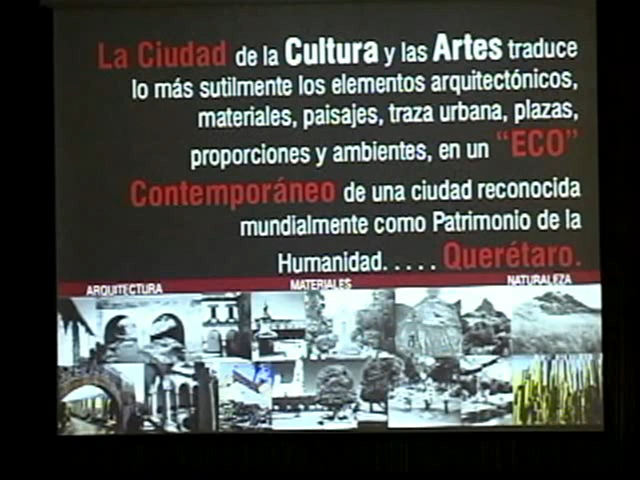 La Ciudad de la Cultura y las Artes traduce
lo más sutilmente los elementos arquitectónicos,
materiales, paisajes, traza urbana, plazas,
proporciones y ambientes, en un “ECO”
Contemporáneo de una ciudad reconocida
mundialmente como Patrimonio de la
Humanidad. . . . . Querétaro.
ARQUITECTURA MATERIALES NATURALEZA